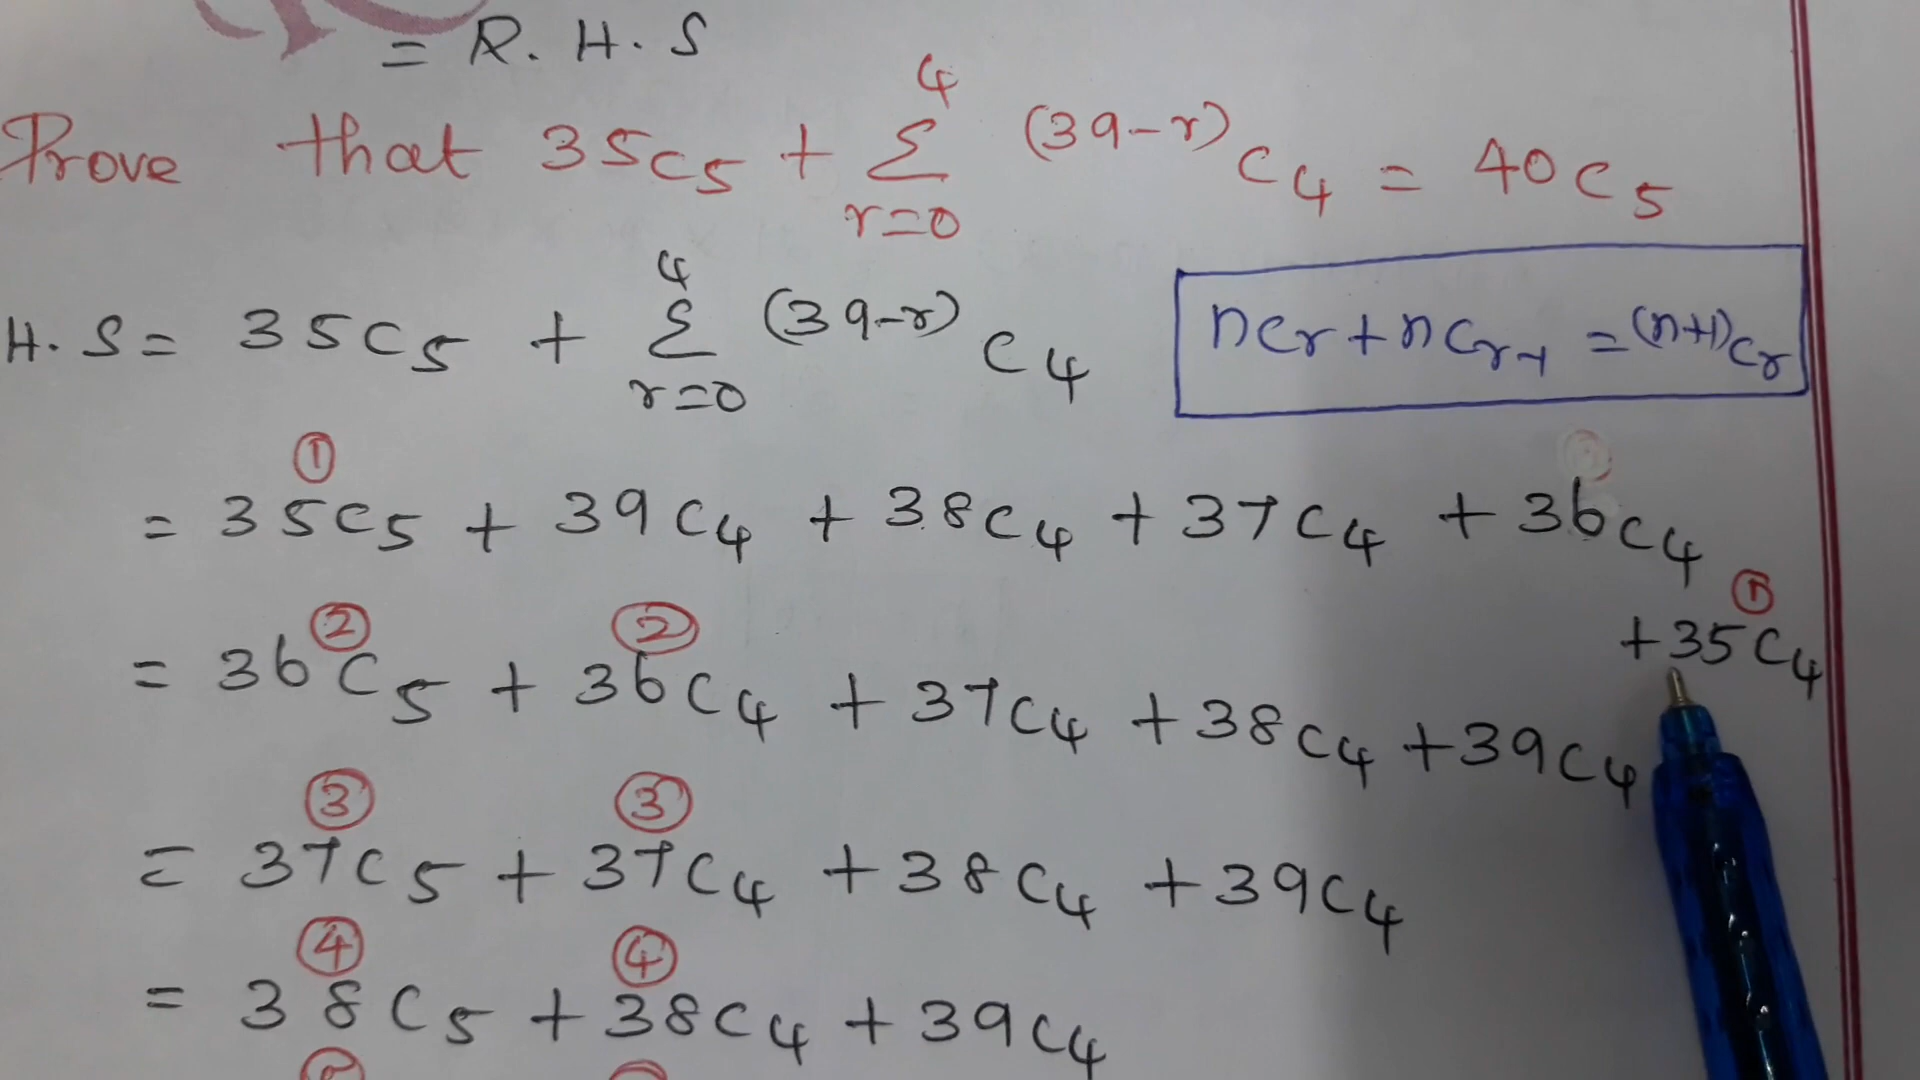 = R. H. S
Prove that 35C5 + 4Σr=0 (39-r)C4 = 40C5
H. S = 35C5 + 4Σr=0 (39-r)C4
nCr + nCr-1 = (n+1)Cr
①
= 35C5 + 39C4 + 38C4 + 37C4 + 36C4
①
+35C4
② ②
= 36C5 + 36C4 + 37C4 + 38C4 + 39C4
③ ③
= 37C5 + 37C4 + 38C4 + 39C4
④ ④
= 38C5 + 38C4 + 39C4